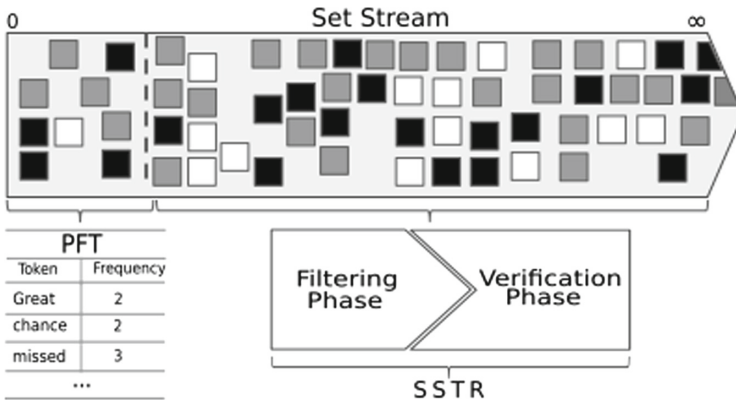 0 Set Stream ∞
PFT
Token Frequency
Great 2
chance 2
missed 3
...
Filtering
Phase
Verification
Phase
SSTR